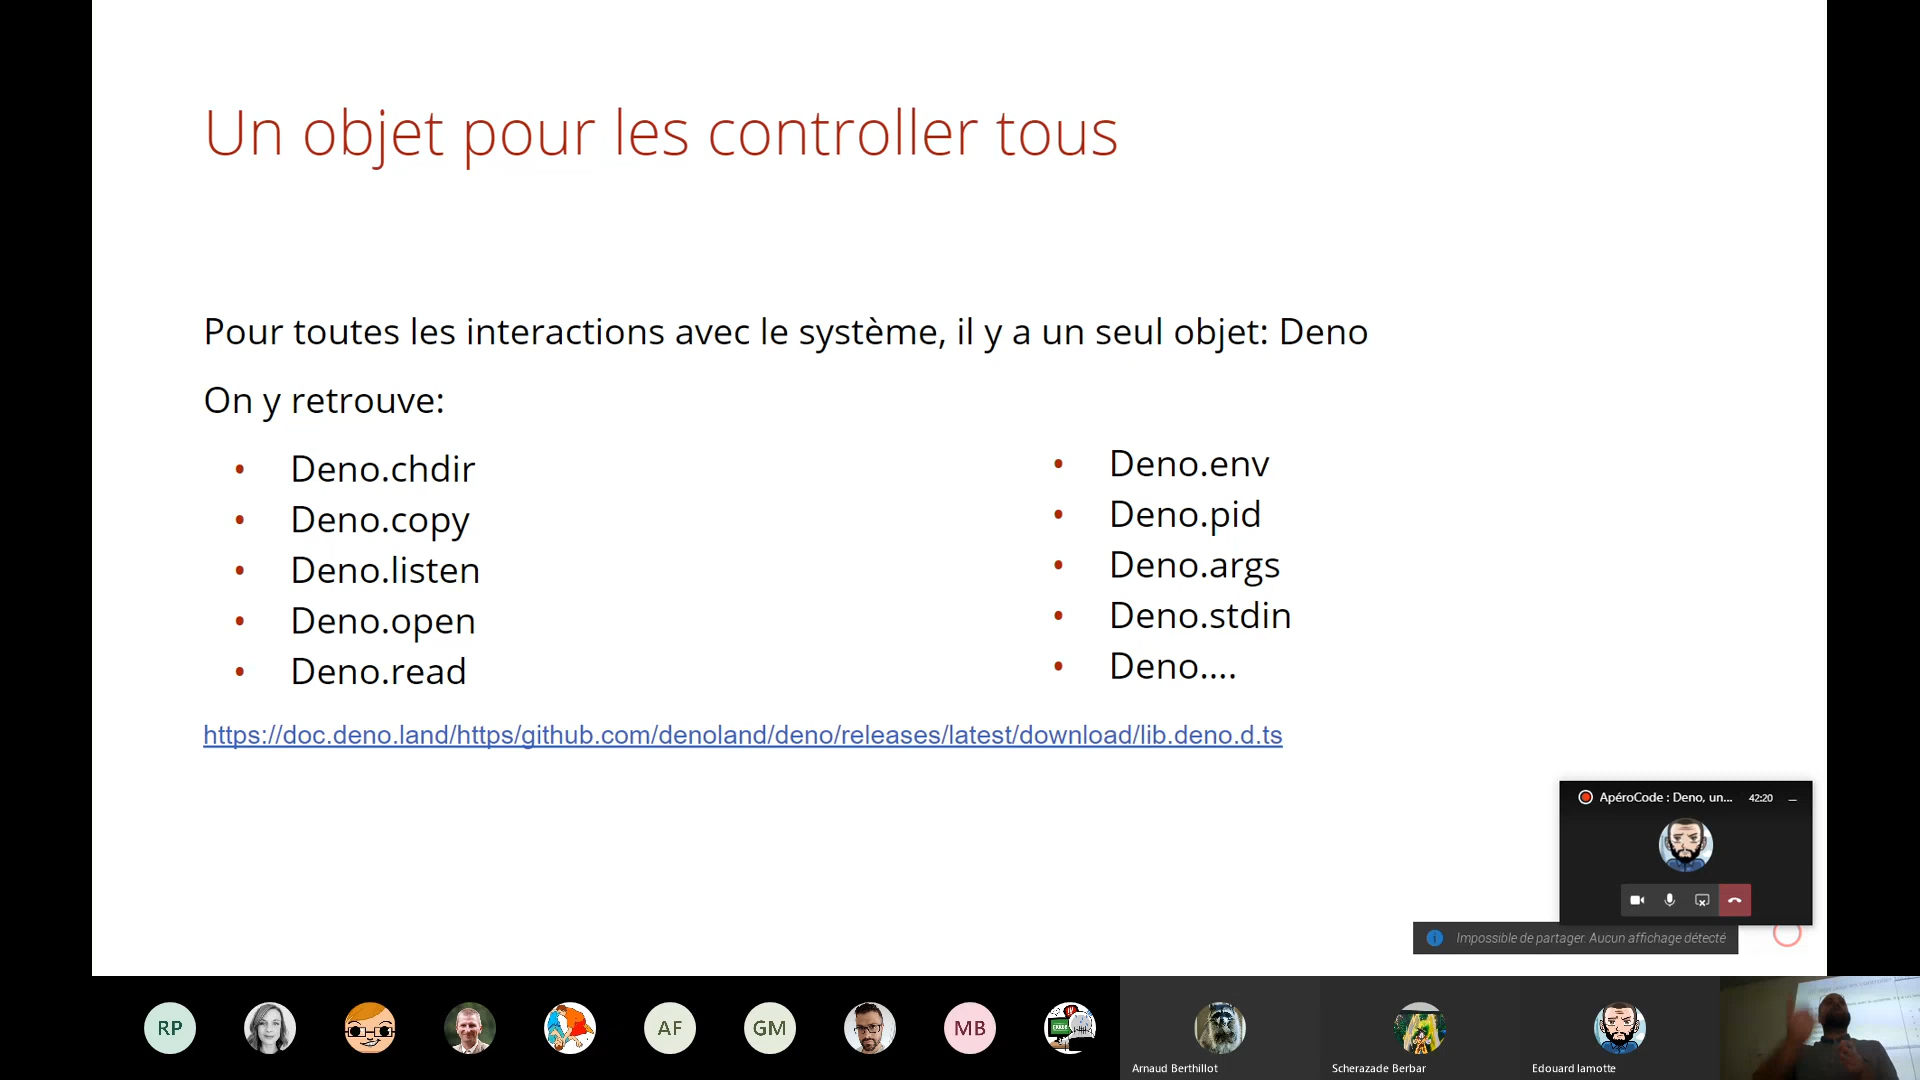 Un objet pour les controller tous
Pour toutes les interactions avec le système, il y a un seul objet: Deno
On y retrouve:
• Deno.chdir
• Deno.copy
• Deno.listen
• Deno.open
• Deno.read
• Deno.env
• Deno.pid
• Deno.args
• Deno.stdin
• Deno....
https://doc.deno.land/https/github.com/denoland/deno/releases/latest/download/lib.deno.d.ts
ApéroCode : Deno, un... 42:20
Impossible de partager. Aucun affichage détecté
RP
AF
GM
MB
Arnaud Berthillot
Scherazade Berbar
Edouard lamotte